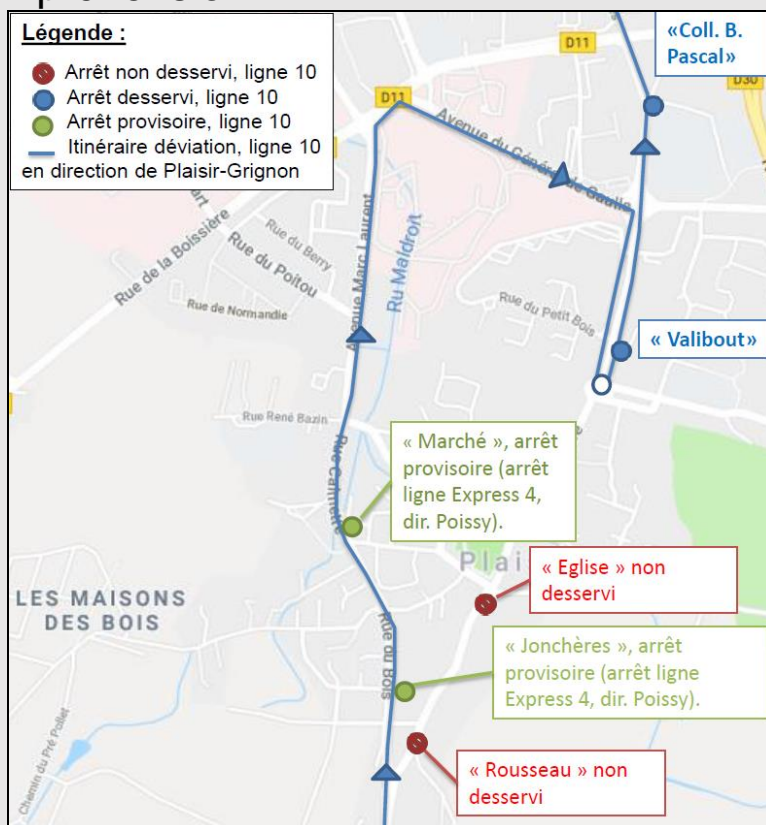 Légende :
Arrêt non desservi, ligne 10
Arrêt desservi, ligne 10
Arrêt provisoire, ligne 10
Itinéraire déviation, ligne 10
en direction de Plaisir-Grignon
D11
«Coll. B.
Pascal»
D30
D11
Avenue du Général de Gaulle
Rue de la Boissière
Rue du Berry
Rue du Poitou
Avenue Marc Laurent
Ru Maldroit
Rue de Normandie
Rue du Petit Bois
« Valibout»
Rue René Bazin
Rue Calmette
« Marché », arrêt
provisoire (arrêt
ligne Express 4,
dir. Poissy).
LES MAISONS
DES BOIS
« Eglise » non
desservi
Rue du Bois
« Jonchères », arrêt
provisoire (arrêt ligne
Express 4, dir. Poissy).
« Rousseau » non
desservi
Chemin du Pré Pollet